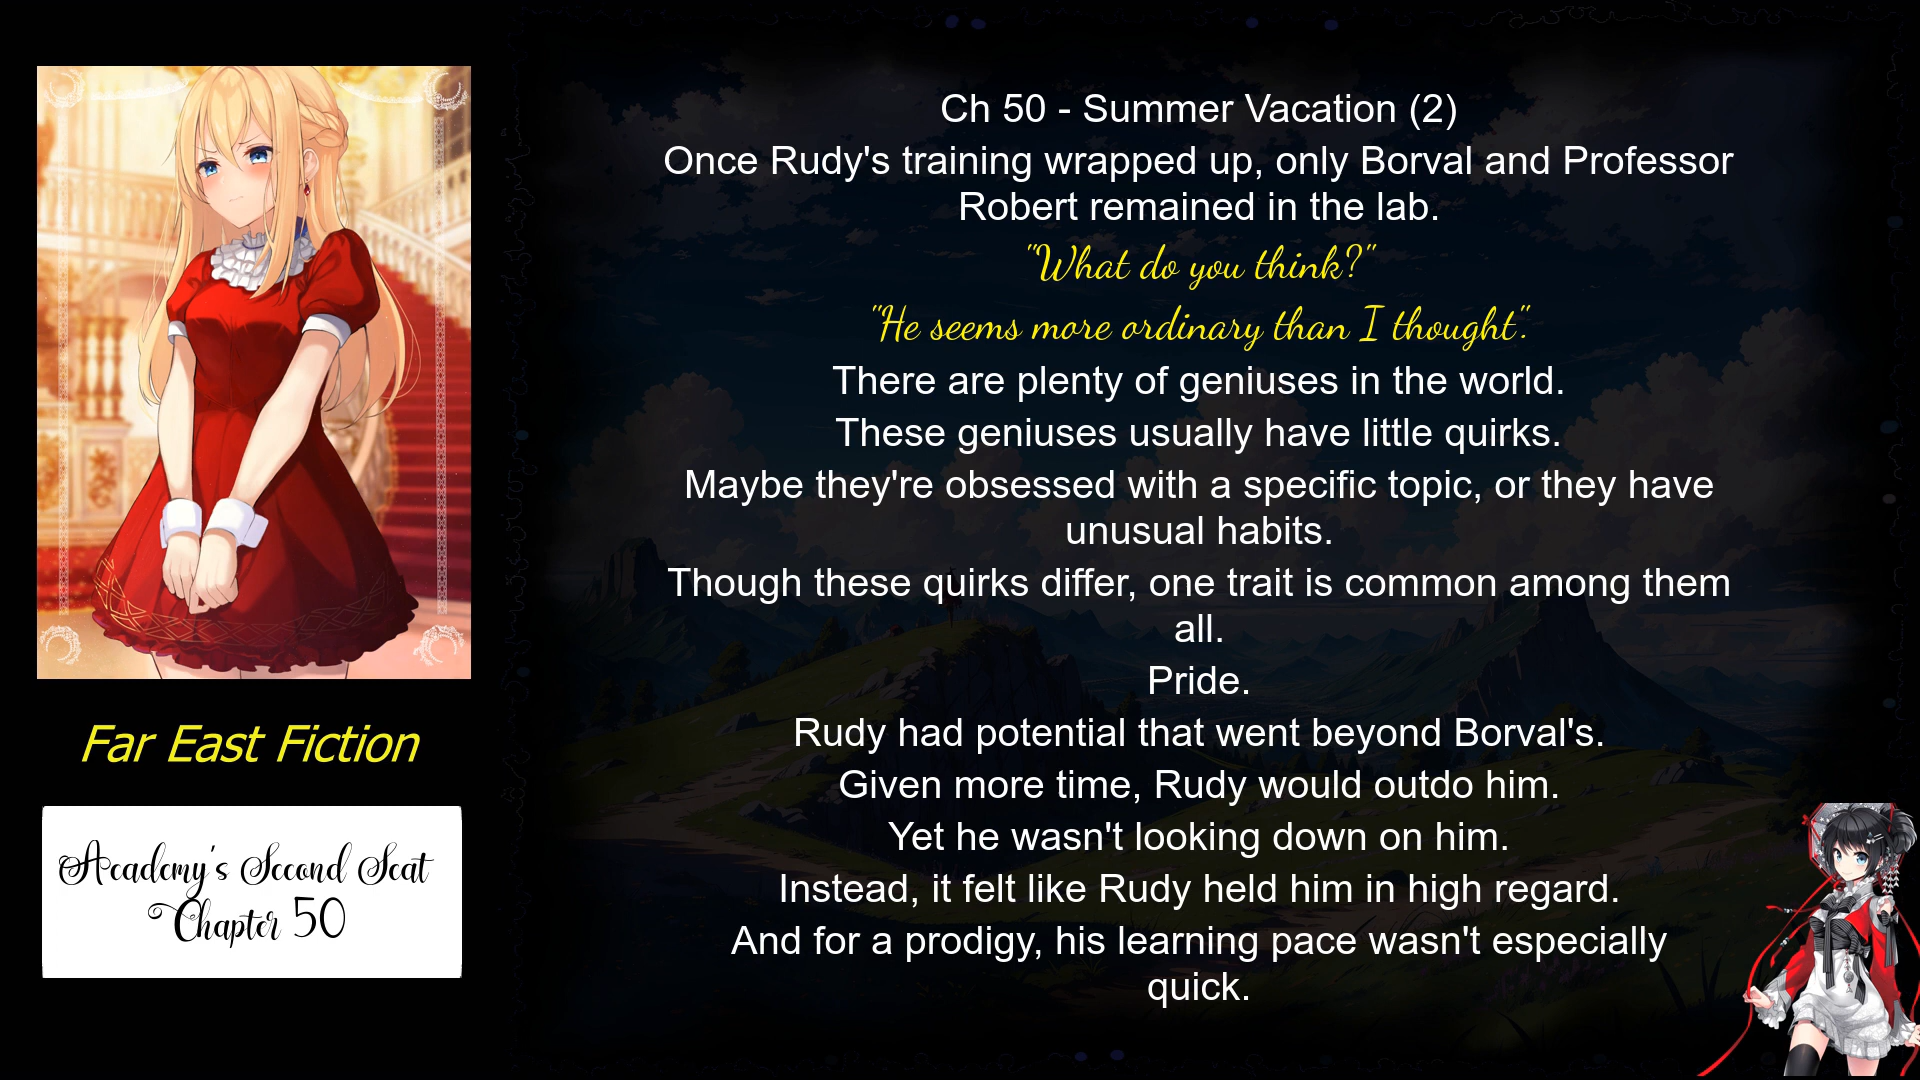 Ch 50 - Summer Vacation (2)
Once Rudy's training wrapped up, only Borval and Professor
Robert remained in the lab.
"What do you think?"
"He seems more ordinary than I thought".
There are plenty of geniuses in the world.
These geniuses usually have little quirks.
Maybe they're obsessed with a specific topic, or they have
unusual habits.
Though these quirks differ, one trait is common among them
all.
Pride.
Rudy had potential that went beyond Borval's.
Given more time, Rudy would outdo him.
Yet he wasn't looking down on him.
Instead, it felt like Rudy held him in high regard.
And for a prodigy, his learning pace wasn't especially
quick.
Far East Fiction
Academy's Second Seat
Chapter 50